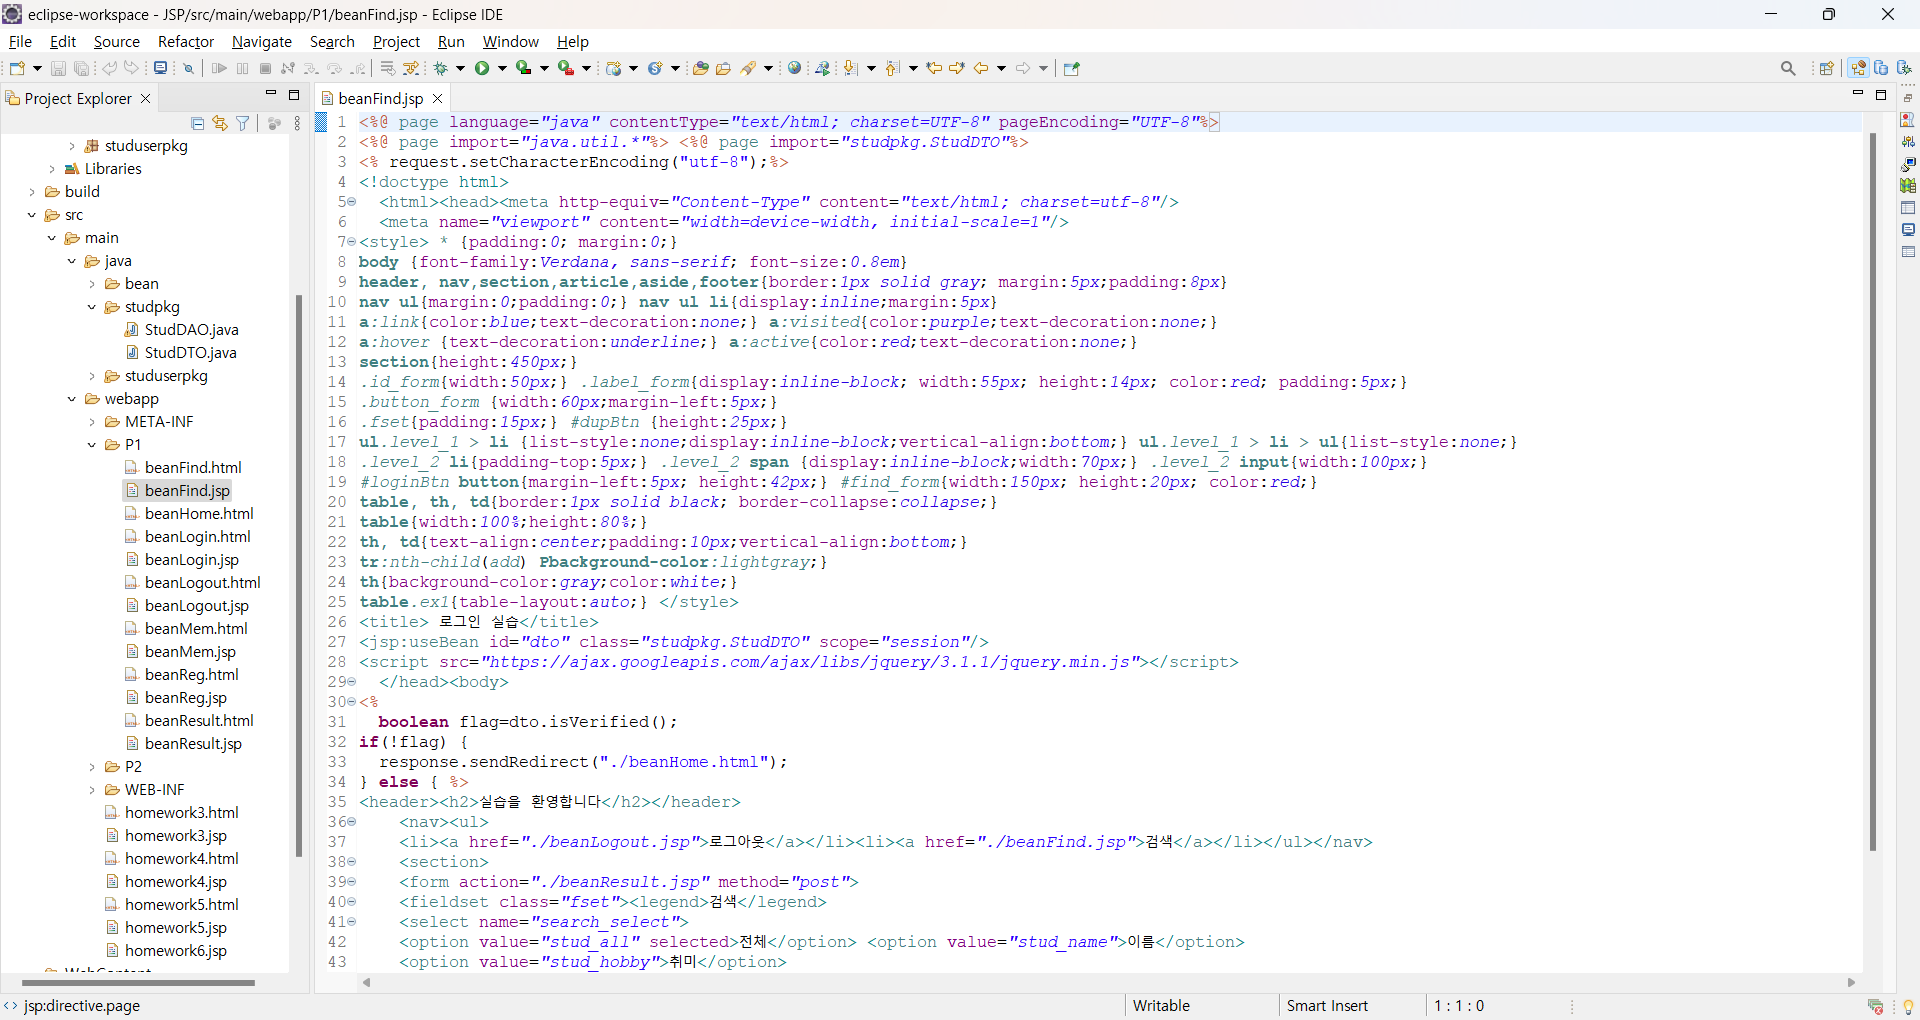 eclipse-workspace - JSP/src/main/webapp/P1/beanFind.jsp - Eclipse IDE
File Edit Source Refactor Navigate Search Project Run Window Help
Project Explorer
studuserpkg
Libraries
build
src
main
java
bean
studpkg
StudDAO.java
StudDTO.java
studuserpkg
webapp
META-INF
P1
beanFind.html
beanFind.jsp
beanHome.html
beanLogin.html
beanLogin.jsp
beanLogout.html
beanLogout.jsp
beanMem.html
beanMem.jsp
beanReg.html
beanReg.jsp
beanResult.html
beanResult.jsp
P2
WEB-INF
homework3.html
homework3.jsp
homework4.html
homework4.jsp
homework5.html
homework5.jsp
homework6.jsp
beanFind.jsp
1 <%@ page language="java" contentType="text/html; charset=UTF-8" pageEncoding="UTF-8"%>
2 <%@ page import="java.util.*"%> <%@ page import="studpkg.StudDTO"%>
3 <% request.setCharacterEncoding("utf-8");%>
4 <!doctype html>
5 <html><head><meta http-equiv="Content-Type" content="text/html; charset=utf-8"/>
6 <meta name="viewport" content="width=device-width, initial-scale=1"/>
7 <style> * {padding:0; margin:0;}
8 body {font-family:Verdana, sans-serif; font-size:0.8em}
9 header, nav,section,article,aside,footer{border:1px solid gray; margin:5px;padding:8px}
10 nav ul{margin:0;padding:0;} nav ul li{display:inline;margin:5px}
11 a:link{color:blue;text-decoration:none;} a:visited{color:purple;text-decoration:none;}
12 a:hover {text-decoration:underline;} a:active{color:red;text-decoration:none;}
13 section{height:450px;}
14 .id_form{width:50px;} .label_form{display:inline-block; width:55px; height:14px; color:red; padding:5px;}
15 .button_form {width:60px;margin-left:5px;}
16 .fset{padding:15px;} #dupBtn {height:25px;}
17 ul.level_1 > li {list-style:none;display:inline-block;vertical-align:bottom;} ul.level_1 > li > ul{list-style:none;}
18 .level_2 li{padding-top:5px;} .level_2 span {display:inline-block;width:70px;} .level_2 input{width:100px;}
19 #loginBtn button{margin-left:5px; height:42px;} #find_form{width:150px; height:20px; color:red;}
20 table, th, td{border:1px solid black; border-collapse:collapse;}
21 table{width:100%;height:80%;}
22 th, td{text-align:center;padding:10px;vertical-align:bottom;}
23 tr:nth-child(add) Pbackground-color:lightgray;}
24 th{background-color:gray;color:white;}
25 table.ex1{table-layout:auto;} </style>
26 <title> 로그인 실습</title>
27 <jsp:useBean id="dto" class="studpkg.StudDTO" scope="session"/>
28 <script src="https://ajax.googleapis.com/ajax/libs/jquery/3.1.1/jquery.min.js"></script>
29 </head><body>
30 <%
31 boolean flag=dto.isVerified();
32 if(!flag) {
33 response.sendRedirect("./beanHome.html");
34 } else { %>
35 <header><h2>실습을 환영합니다</h2></header>
36 <nav><ul>
37 <li><a href="./beanLogout.jsp">로그아웃</a></li><li><a href="./beanFind.jsp">검색</a></li></ul></nav>
38 <section>
39 <form action="./beanResult.jsp" method="post">
40 <fieldset class="fset"><legend>검색</legend>
41 <select name="search_select">
42 <option value="stud_all" selected>전체</option> <option value="stud_name">이름</option>
43 <option value="stud_hobby">취미</option>
jsp:directive.page
Writable
Smart Insert
1 : 1 : 0